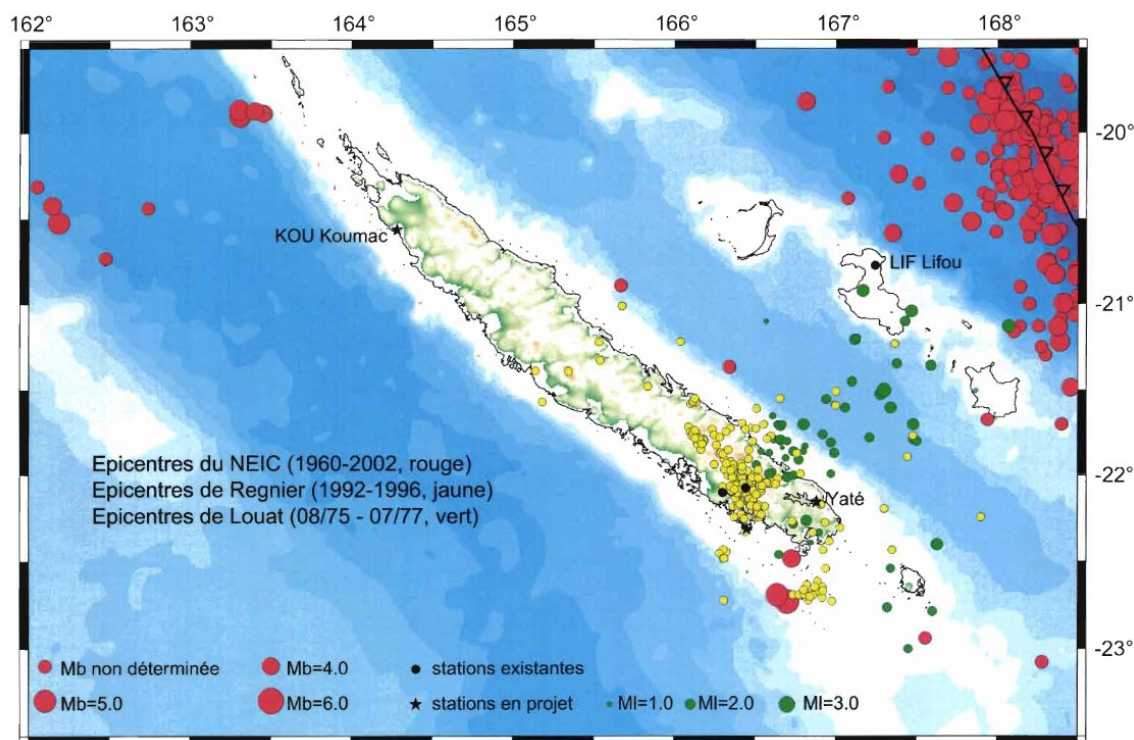 162° 163° 164° 165° 166° 167° 168°
-20°
KOU Koumac
LIF Lifou
-21°
Epicentres du NEIC (1960-2002, rouge)
Epicentres de Regnier (1992-1996, jaune)
Epicentres de Louat (08/75 - 07/77, vert)
-22°
Yaté
-23°
Mb non déterminée Mb=4.0 stations existantes
Mb=5.0 Mb=6.0 stations en projet Ml=1.0 Ml=2.0 Ml=3.0